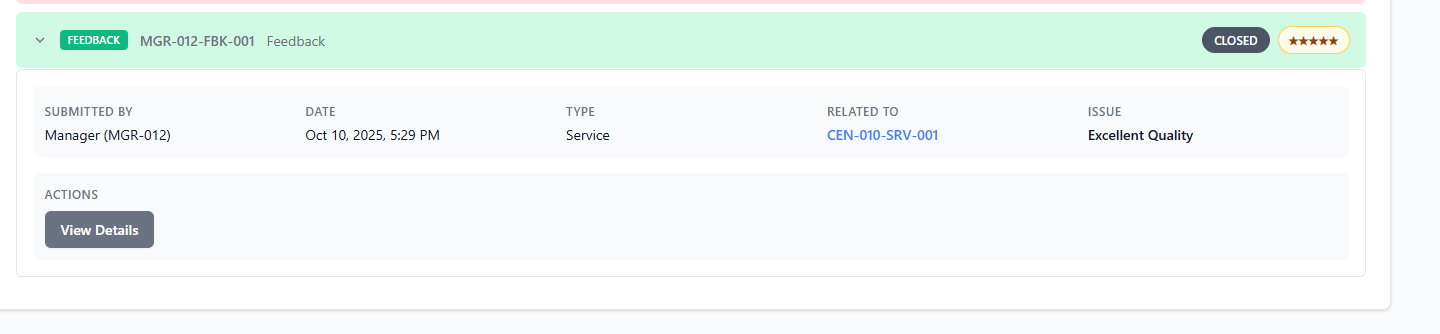 FEEDBACK MGR-012-FBK-001 Feedback CLOSED ★★★★★
SUBMITTED BY DATE TYPE RELATED TO ISSUE
Manager (MGR-012) Oct 10, 2025, 5:29 PM Service CEN-010-SRV-001 Excellent Quality
ACTIONS
View Details